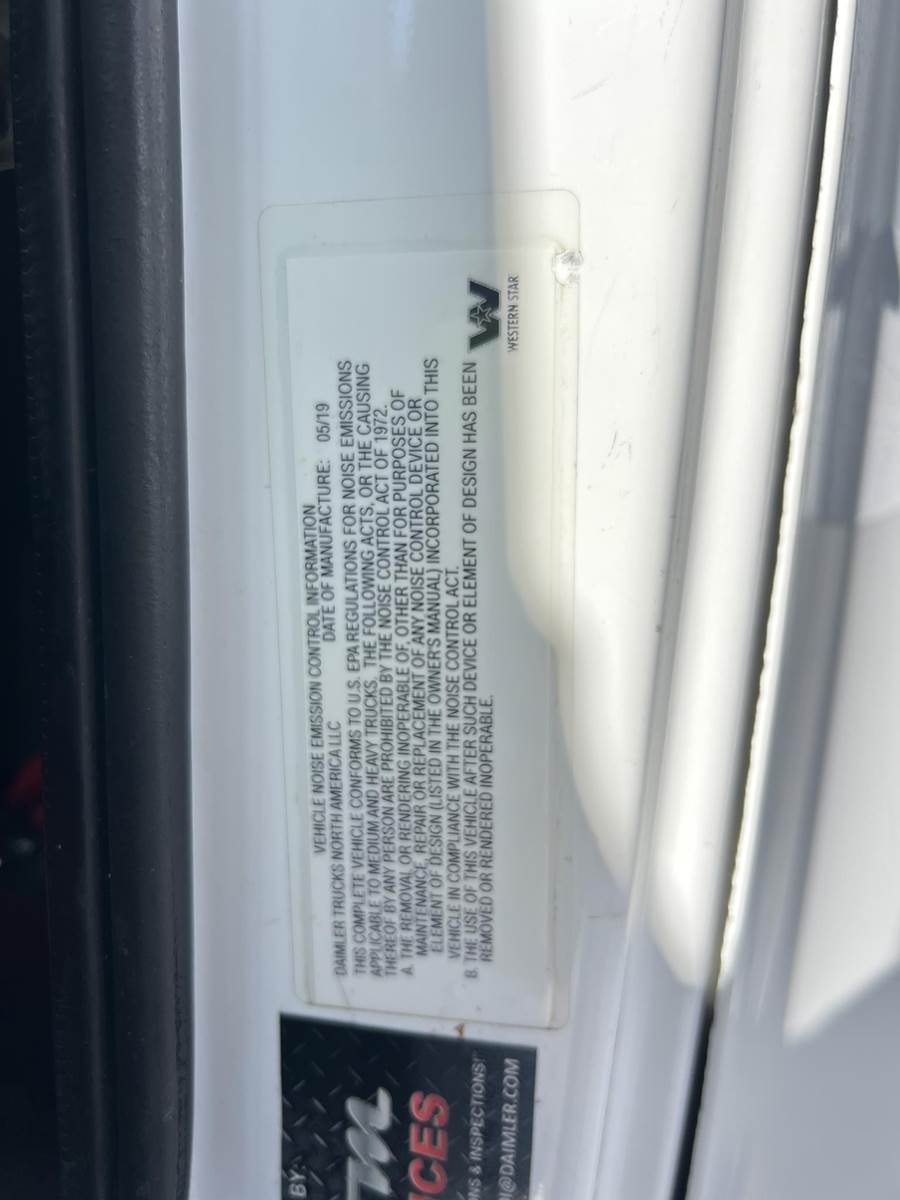 VEHICLE NOISE EMISSION CONTROL INFORMATION
DAIMLER TRUCKS NORTH AMERICA LLC DATE OF MANUFACTURE: 05/19
THIS COMPLETE VEHICLE CONFORMS TO U.S. EPA REGULATIONS FOR NOISE EMISSIONS
APPLICABLE TO MEDIUM AND HEAVY TRUCKS. THE FOLLOWING ACTS, OR THE CAUSING
THEREOF BY ANY PERSON ARE PROHIBITED BY THE NOISE CONTROL ACT OF 1972.
A. THE REMOVAL OR RENDERING INOPERABLE OF, OTHER THAN FOR PURPOSES OF
MAINTENANCE, REPAIR OR REPLACEMENT OF ANY NOISE CONTROL DEVICE OR
ELEMENT OF DESIGN (LISTED IN THE OWNER'S MANUAL) INCORPORATED INTO THIS
VEHICLE IN COMPLIANCE WITH THE NOISE CONTROL ACT.
B. THE USE OF THIS VEHICLE AFTER SUCH DEVICE OR ELEMENT OF DESIGN HAS BEEN
REMOVED OR RENDERED INOPERABLE.
WESTERN STAR
BY:
ICES
NS & INSPECTIONS!"
@DAIMLER.COM